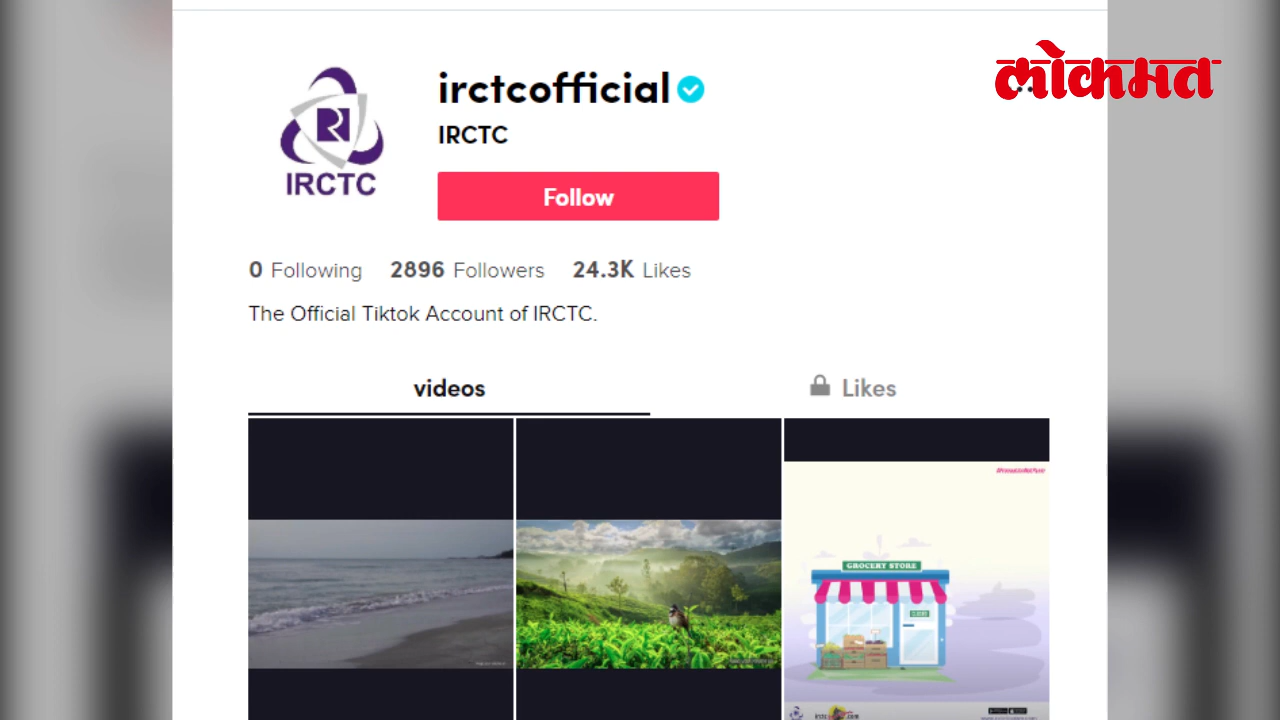 लोकमत
irctcofficial
IRCTC
IRCTC
Follow
0 Following 2896 Followers 24.3K Likes
The Official Tiktok Account of IRCTC.
videos Likes
GROCERY STORE